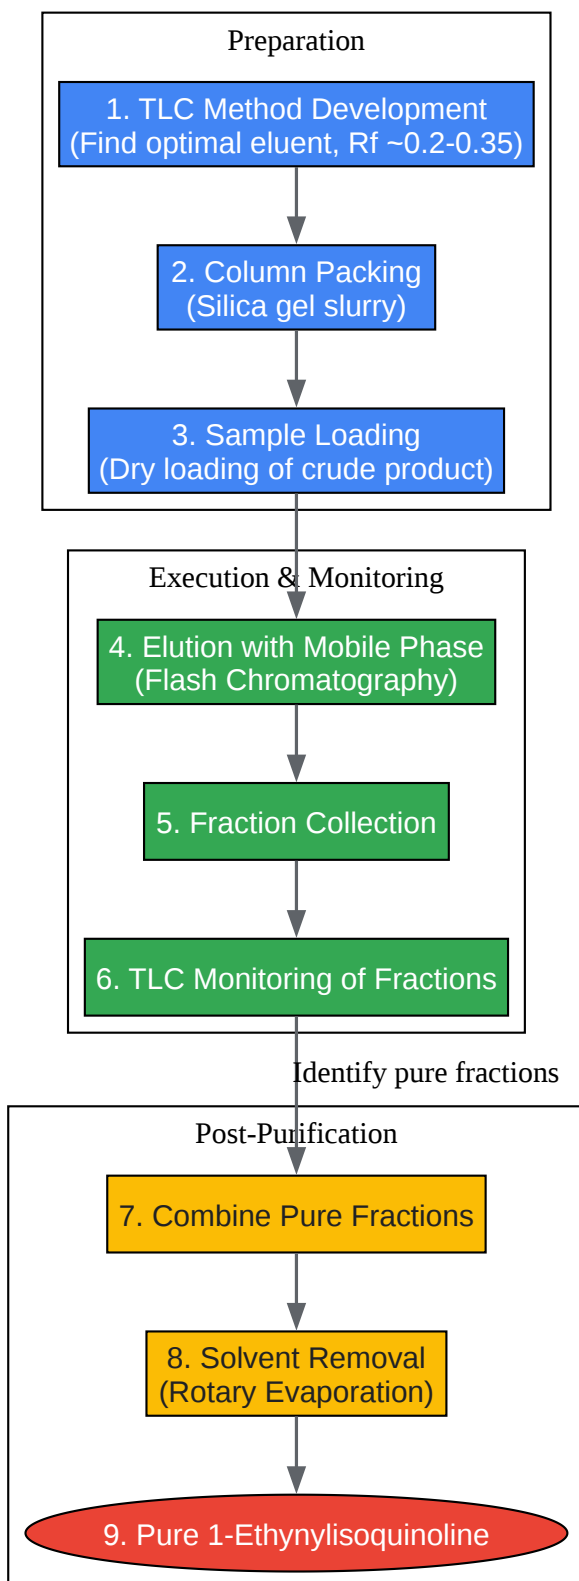 Preparation
1. TLC Method Development
(Find optimal eluent, Rf ~0.2-0.35)
2. Column Packing
(Silica gel slurry)
3. Sample Loading
(Dry loading of crude product)
Execution & Monitoring
4. Elution with Mobile Phase
(Flash Chromatography)
5. Fraction Collection
6. TLC Monitoring of Fractions
Identify pure fractions
Post-Purification
7. Combine Pure Fractions
8. Solvent Removal
(Rotary Evaporation)
9. Pure 1-Ethynylisoquinoline